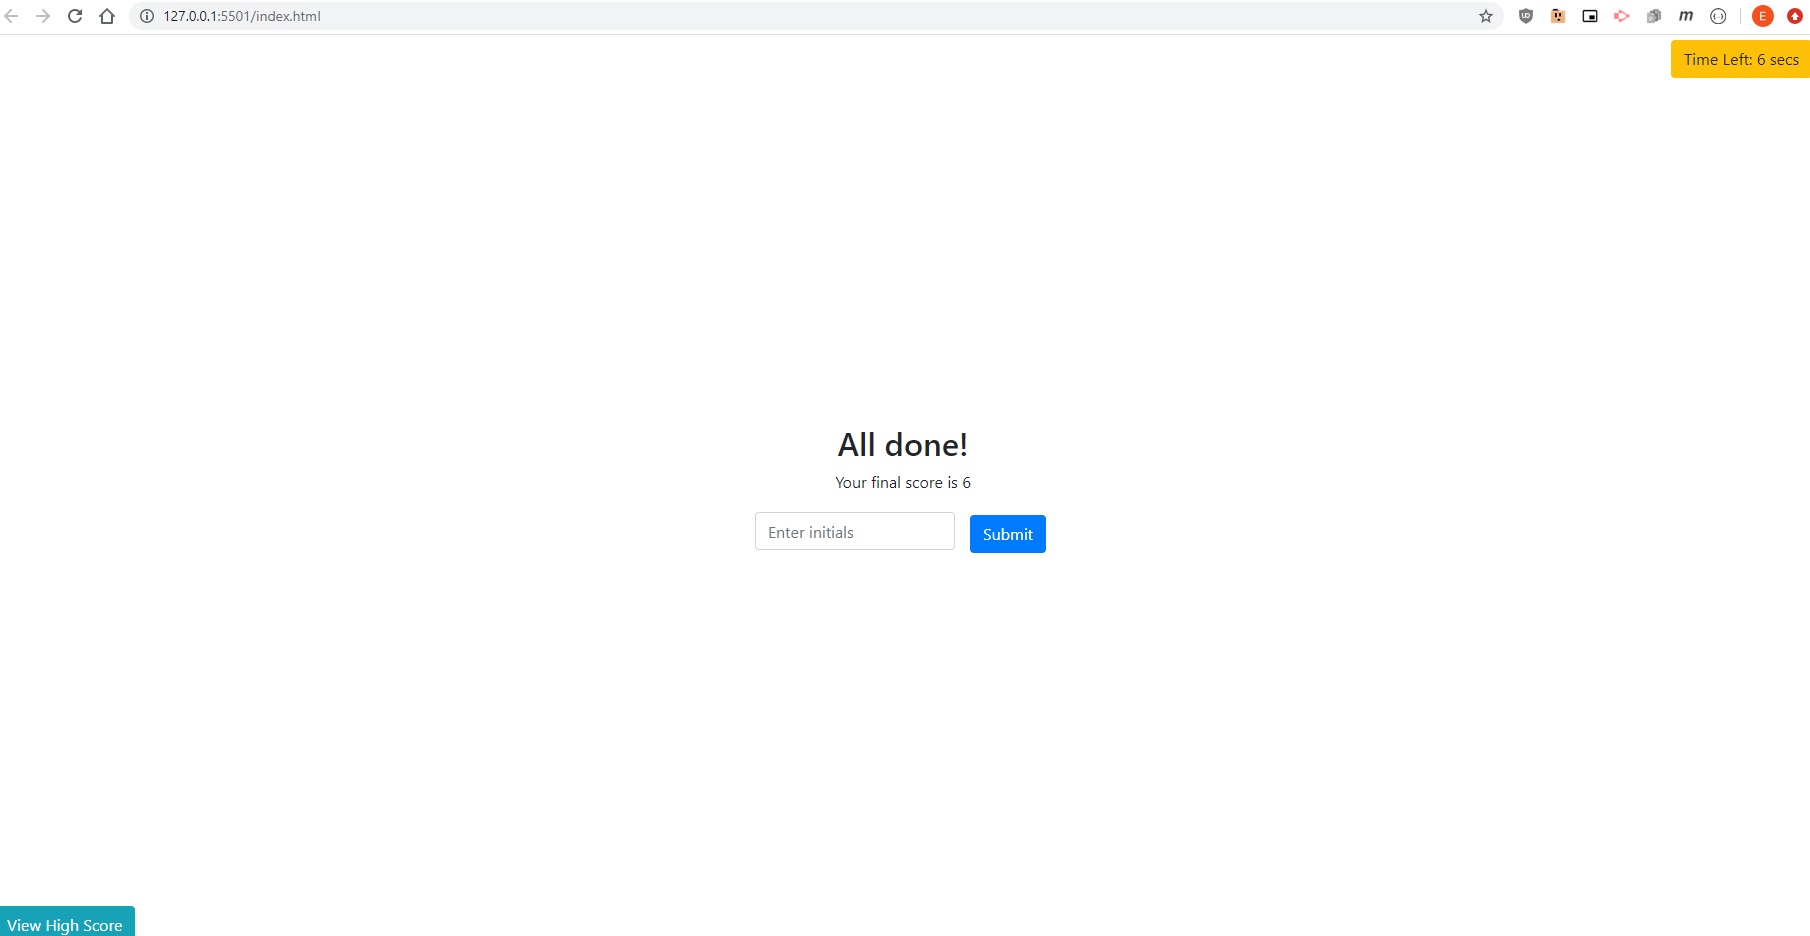 127.0.0.1:5501/index.html
E
Time Left: 6 secs
All done!
Your final score is 6
Enter initials
Submit
View High Score